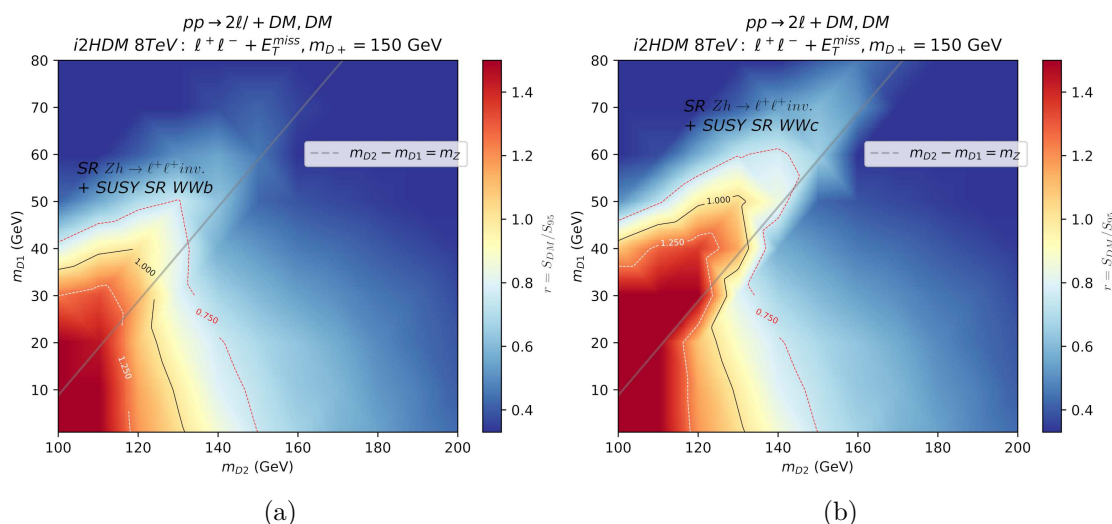 pp → 2ℓ/ + DM, DM
i2HDM 8TeV : ℓ⁺ℓ⁻ + E_T^miss, m_D+ = 150 GeV
80
70
60
50
40
30
20
10
m_D1 (GeV)
SR Zh → ℓ⁺ℓ⁺inv.
+ SUSY SR WWb
m_D2 − m_D1 = m_Z
1.000
1.250
0.750
100 120 140 160 180 200
m_D2 (GeV)
1.4
1.2
1.0
0.8
0.6
0.4
r = S_DM/S_95
(a)
pp → 2ℓ + DM, DM
i2HDM 8TeV : ℓ⁺ℓ⁻ + E_T^miss, m_D+ = 150 GeV
80
70
60
50
40
30
20
10
m_D1 (GeV)
SR Zh → ℓ⁺ℓ⁺inv.
+ SUSY SR WWc
m_D2 − m_D1 = m_Z
1.000
1.250
0.750
100 120 140 160 180 200
m_D2 (GeV)
1.4
1.2
1.0
0.8
0.6
0.4
r = S_DM/S_95
(b)